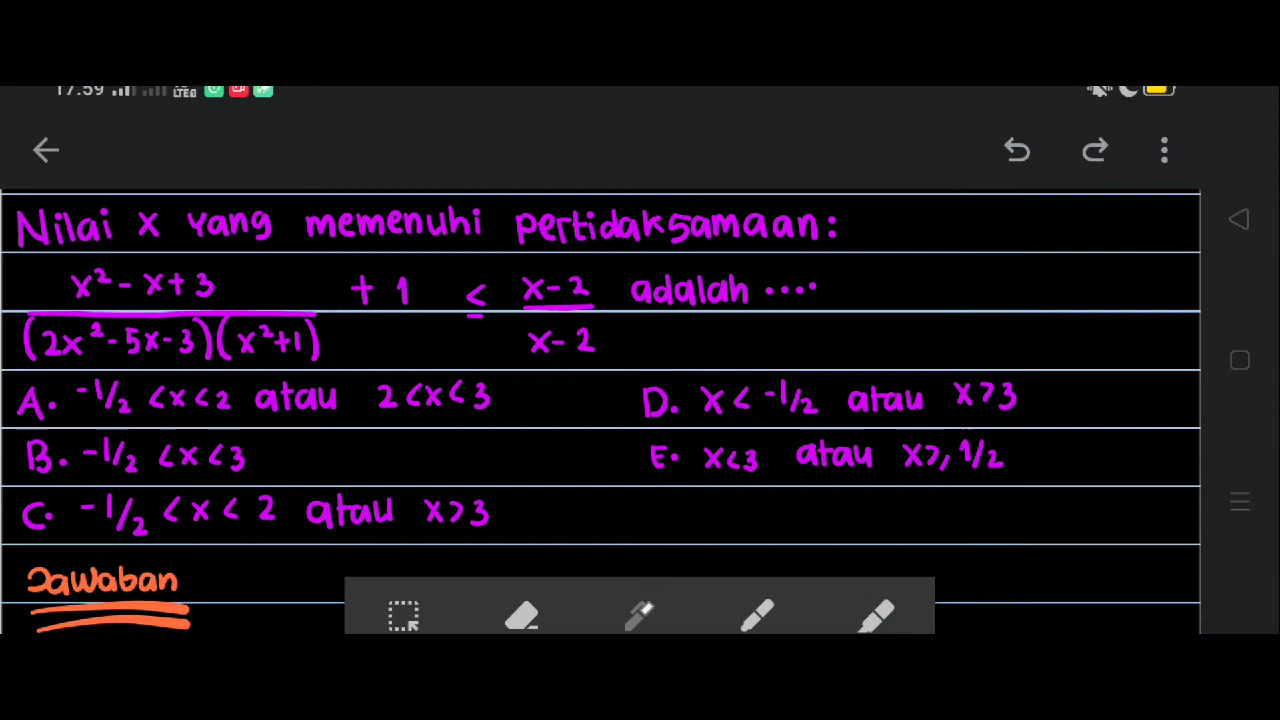 17.59 LTE
Nilai x yang memenuhi pertidaksamaan:
x² - x + 3 + 1 ≤ x - 2 adalah ....
(2x² - 5x - 3)(x² + 1) x - 2
A. -1/2 < x < 2 atau 2 < x < 3 D. x < -1/2 atau x > 3
B. -1/2 < x < 3 E. x < 3 atau x >, 1/2
C. -1/2 < x < 2 atau x > 3
Jawaban